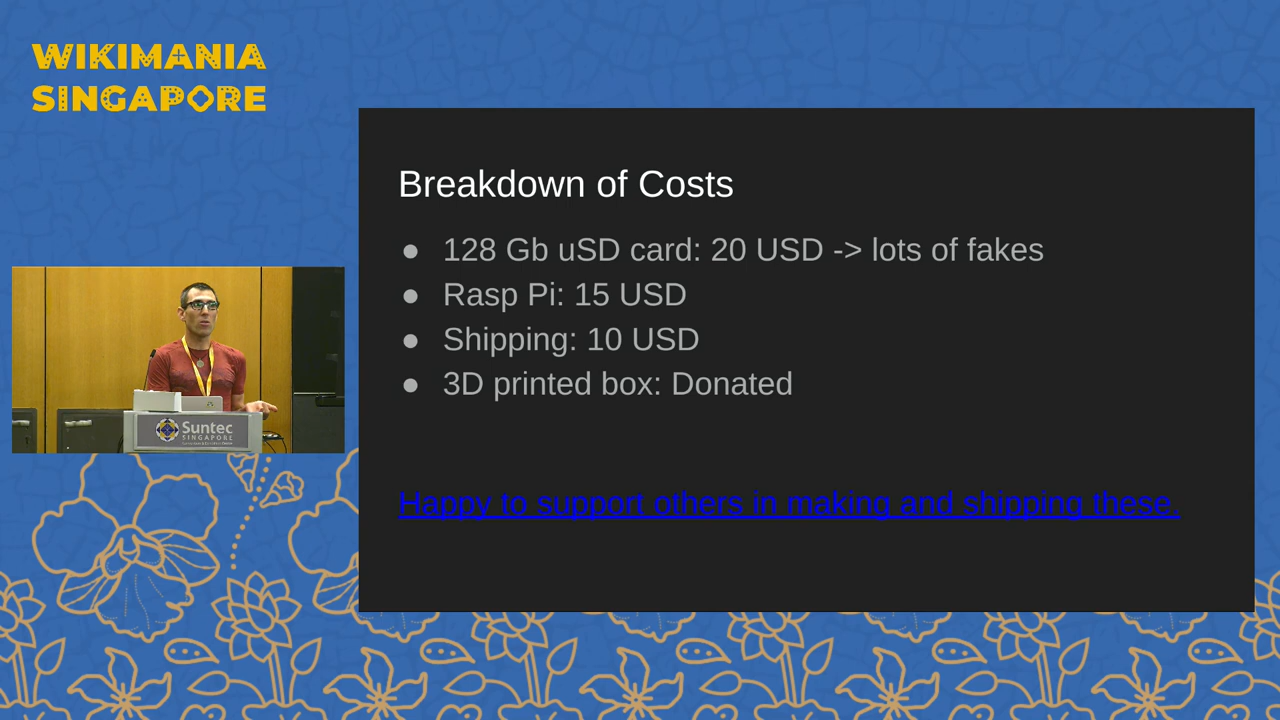 WIKIMANIA
SINGAPORE
Breakdown of Costs
● 128 Gb uSD card: 20 USD -> lots of fakes
● Rasp Pi: 15 USD
● Shipping: 10 USD
● 3D printed box: Donated
Happy to support others in making and shipping these.
Suntec
SINGAPORE